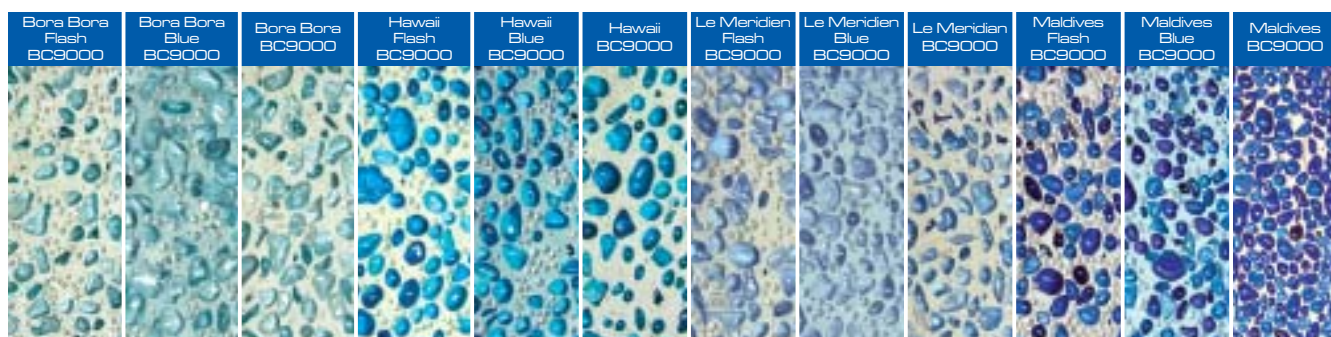 Bora Bora
Flash
BC9000
Bora Bora
Blue
BC9000
Bora Bora
BC9000
Hawaii
Flash
BC9000
Hawaii
Blue
BC9000
Hawaii
BC9000
Le Meridien
Flash
BC9000
Le Meridien
Blue
BC9000
Le Meridian
BC9000
Maldives
Flash
BC9000
Maldives
Blue
BC9000
Maldives
BC9000